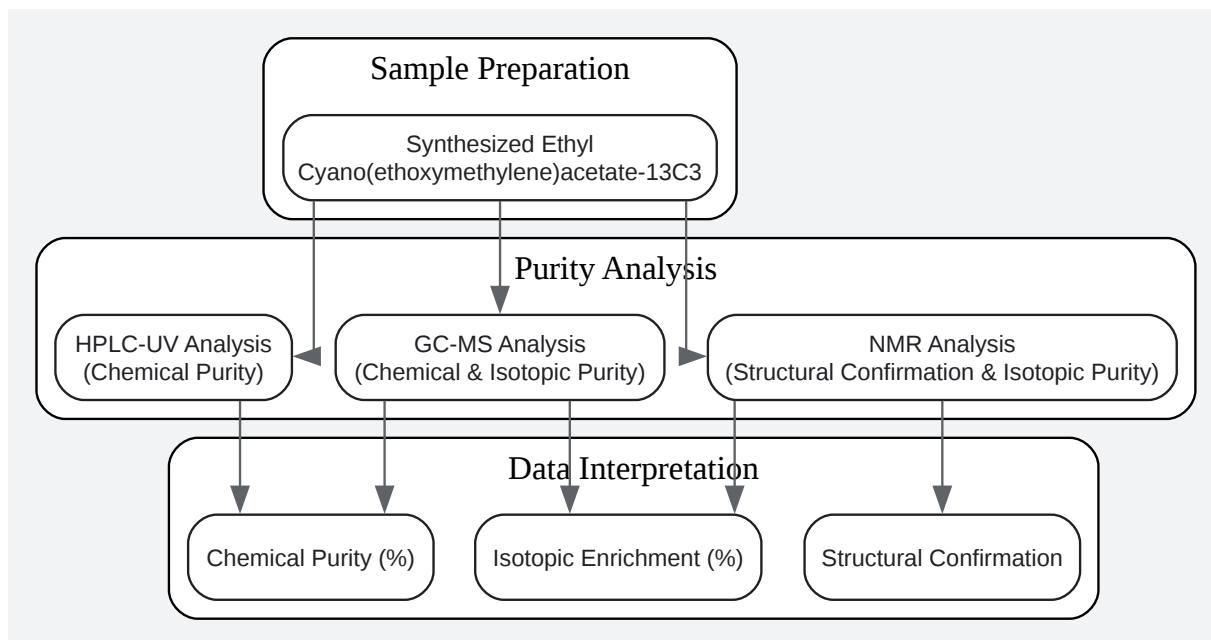 Sample Preparation
Synthesized Ethyl
Cyano(ethoxymethylene)acetate-13C3
Purity Analysis
HPLC-UV Analysis
(Chemical Purity)
GC-MS Analysis
(Chemical & Isotopic Purity)
NMR Analysis
(Structural Confirmation & Isotopic Purity)
Data Interpretation
Chemical Purity (%)
Isotopic Enrichment (%)
Structural Confirmation